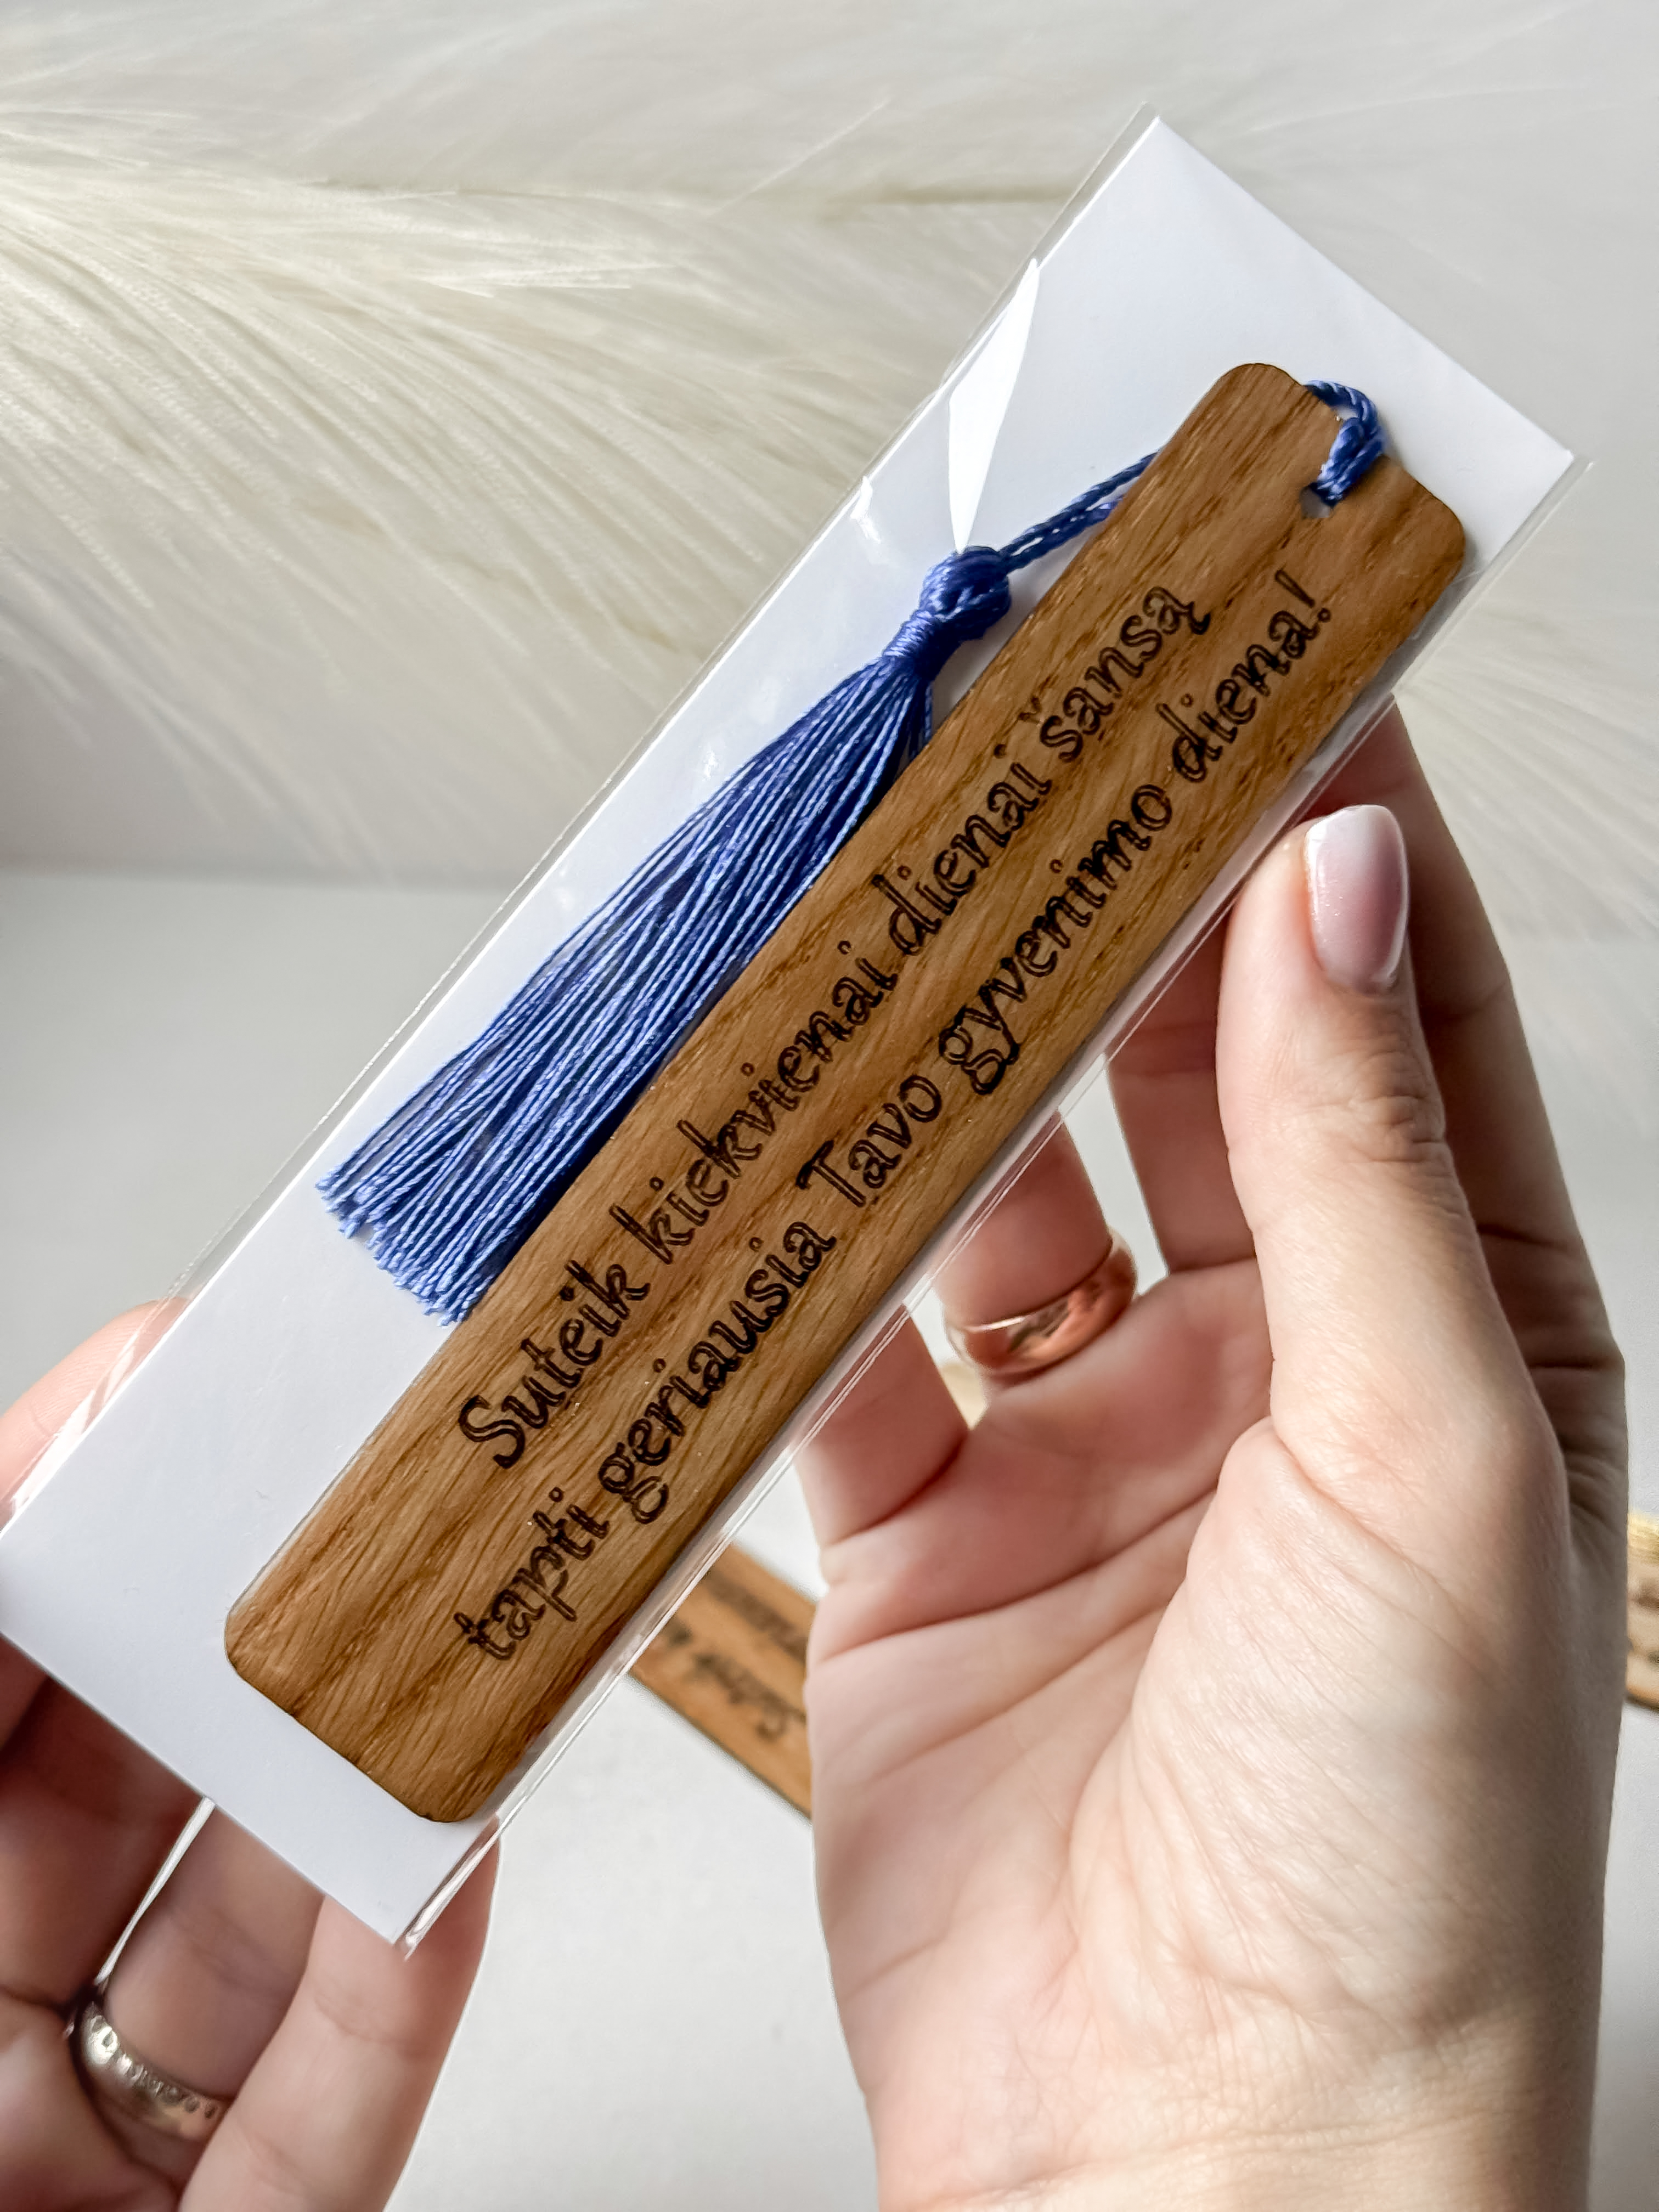 Suteik kiekvienai dienai šansą
tapti geriausia Tavo gyvenimo diena!